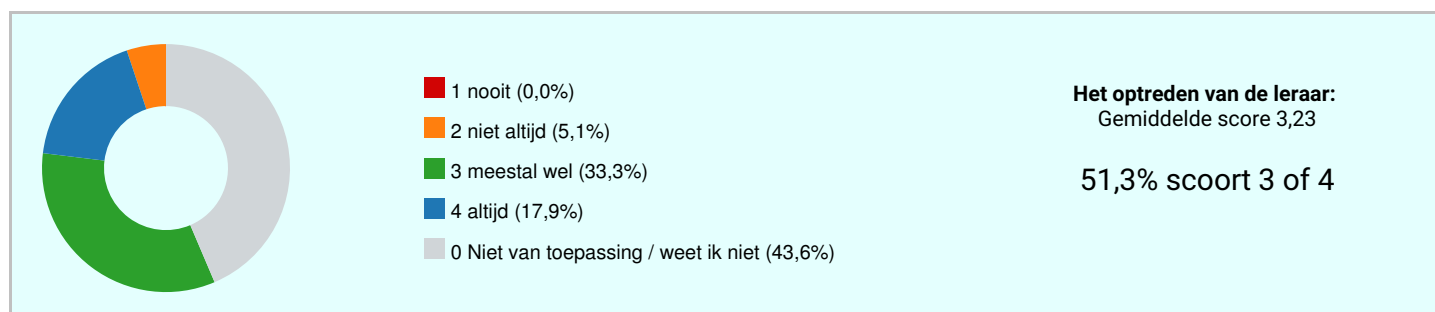 1 nooit (0,0%)
2 niet altijd (5,1%)
3 meestal wel (33,3%)
4 altijd (17,9%)
0 Niet van toepassing / weet ik niet (43,6%)
Het optreden van de leraar:
Gemiddelde score 3,23
51,3% scoort 3 of 4